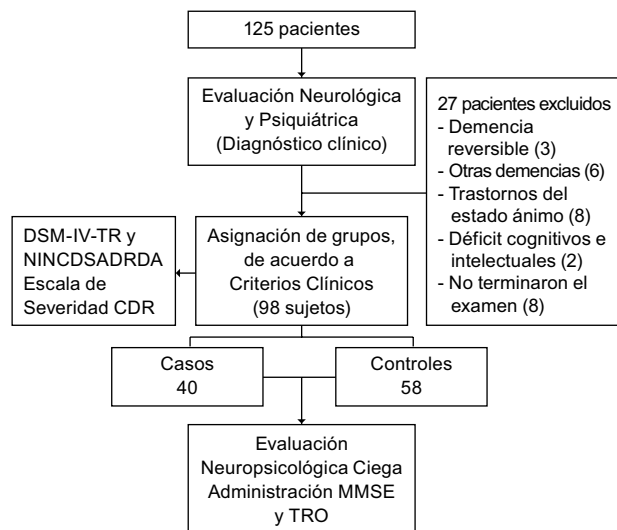 125 pacientes
Evaluación Neurológica
y Psiquiátrica
(Diagnóstico clínico)
27 pacientes excluidos
- Demencia
reversible (3)
- Otras demencias (6)
- Trastornos del
estado ánimo (8)
- Déficit cognitivos e
intelectuales (2)
- No terminaron el
examen (8)
DSM-IV-TR y
NINCDSADRDA
Escala de
Severidad CDR
Asignación de grupos,
de acuerdo a
Criterios Clínicos
(98 sujetos)
Casos
40
Controles
58
Evaluación
Neuropsicológica Ciega
Administración MMSE
y TRO